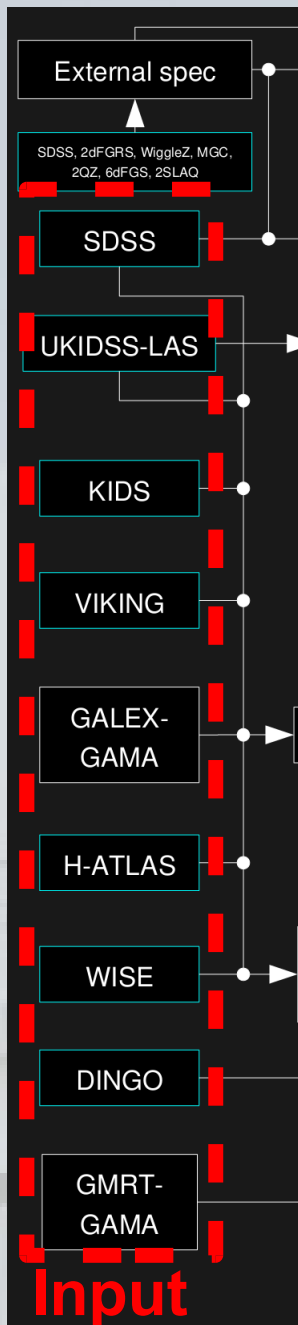 External spec
SDSS, 2dFGRS, WiggleZ, MGC,
2QZ, 6dFGS, 2SLAQ
SDSS
UKIDSS-LAS
KIDS
VIKING
GALEX-
GAMA
H-ATLAS
WISE
DINGO
GMRT-
GAMA
Input